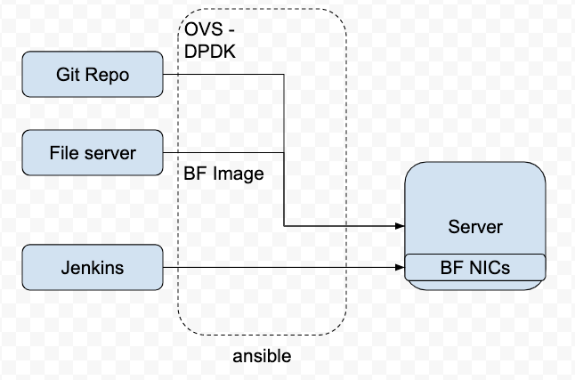 OVS -
DPDK
Git Repo
File server
BF Image
Server
Jenkins
BF NICs
ansible